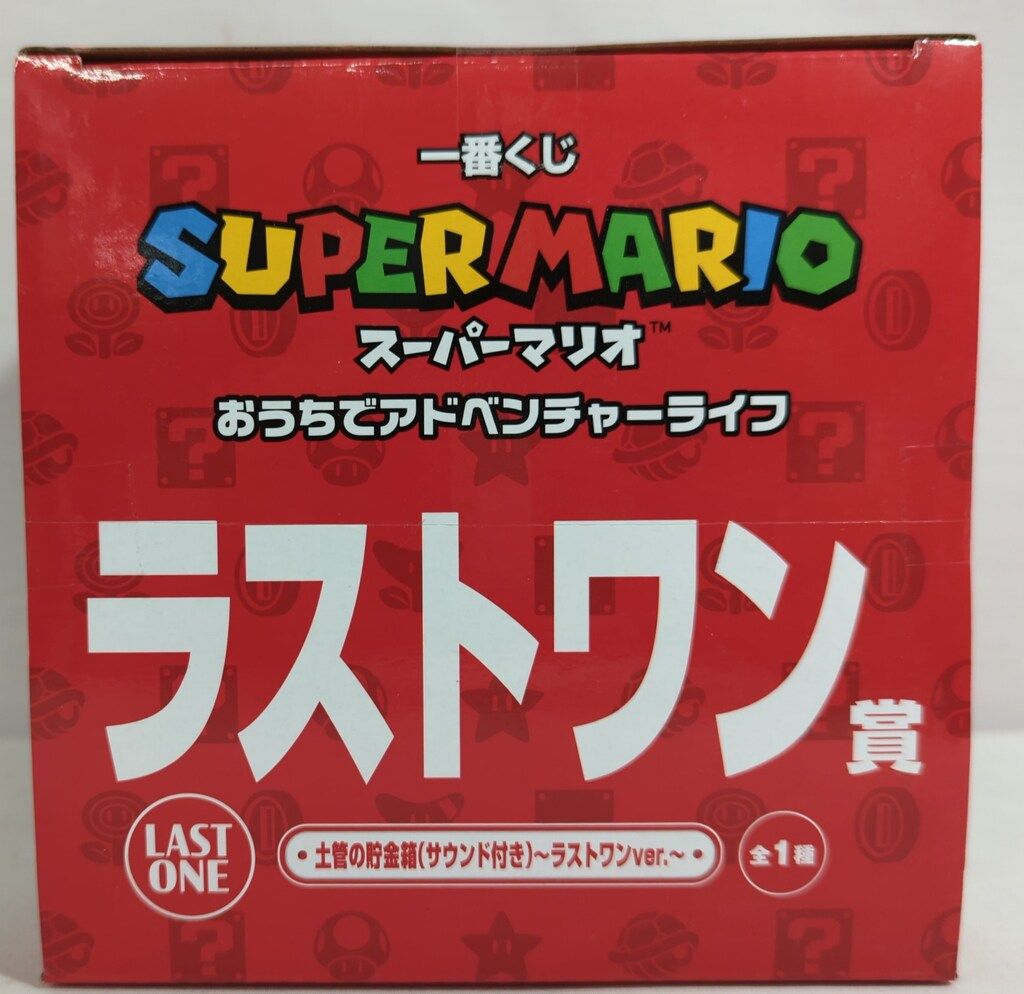 一番くじ
SUPER MARIO
スーパーマリオ™
おうちでアドベンチャーライフ
ラストワン賞
LAST
ONE
・土管の貯金箱(サウンド付き)~ラストワンver.~・
全1種